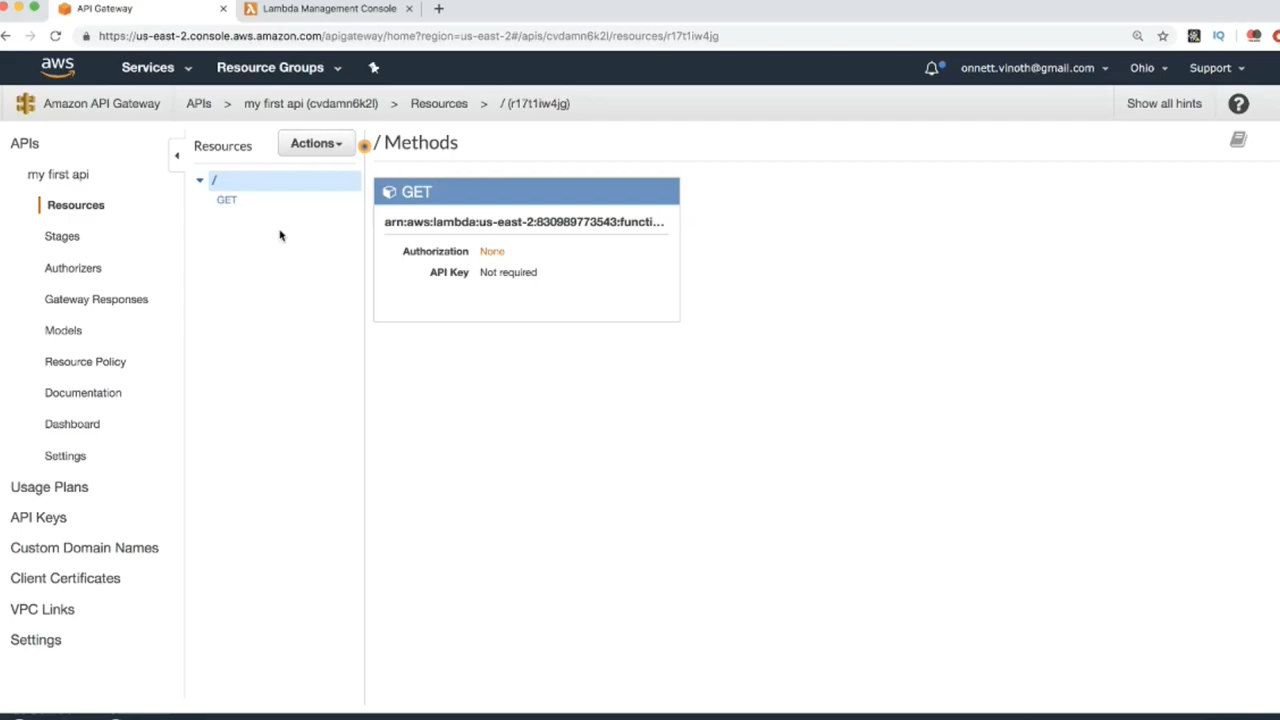 API Gateway
Lambda Management Console
https://us-east-2.console.aws.amazon.com/apigateway/home?region=us-east-2#/apis/cvdamn6k2l/resources/r17t1iw4jg
IQ
aws Services Resource Groups onnett.vinoth@gmail.com Ohio Support
Amazon API Gateway APIs > my first api (cvdamn6k2l) > Resources > / (r17t1iw4jg) Show all hints ?
APIs
my first api
Resources
Stages
Authorizers
Gateway Responses
Models
Resource Policy
Documentation
Dashboard
Settings
Usage Plans
API Keys
Custom Domain Names
Client Certificates
VPC Links
Settings
Resources Actions
/
GET
/ Methods
GET
arn:aws:lambda:us-east-2:830989773543:functi...
Authorization None
API Key Not required